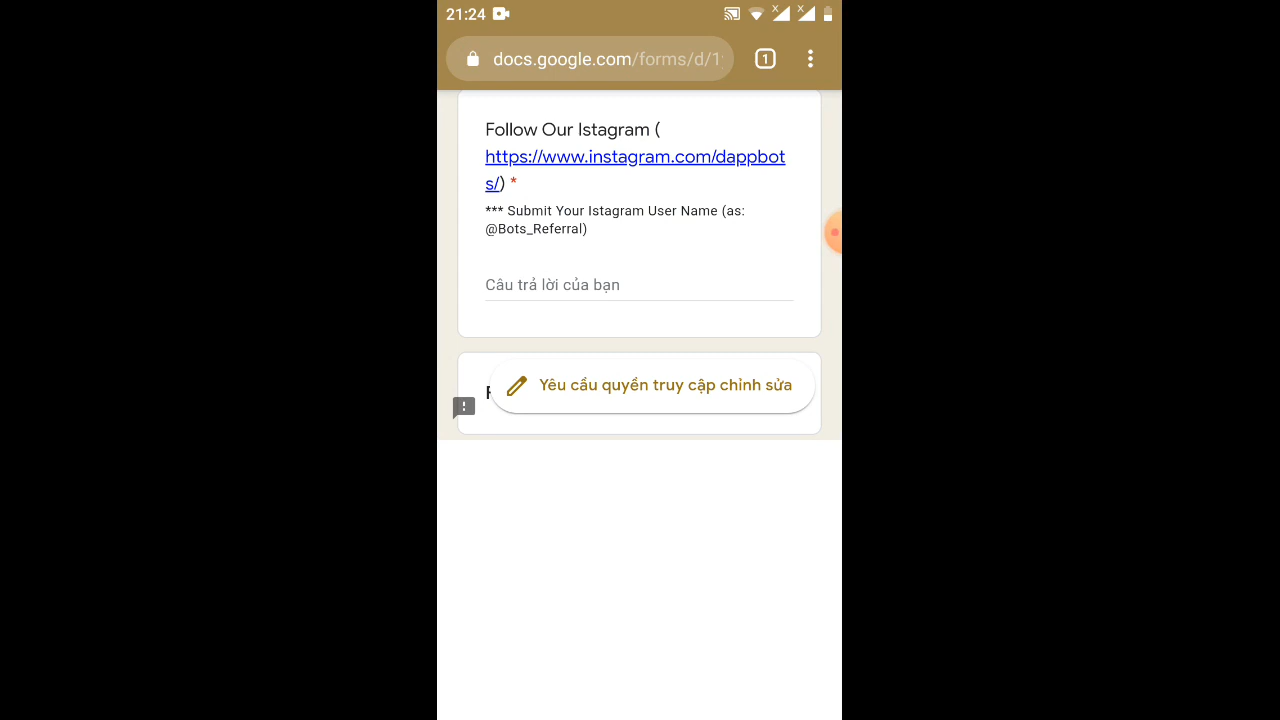 21:24
docs.google.com/forms/d/1
1
Follow Our Istagram (
https://www.instagram.com/dappbot
s/) *
*** Submit Your Istagram User Name (as:
@Bots_Referral)
Câu trả lời của bạn
Yêu cầu quyền truy cập chỉnh sửa